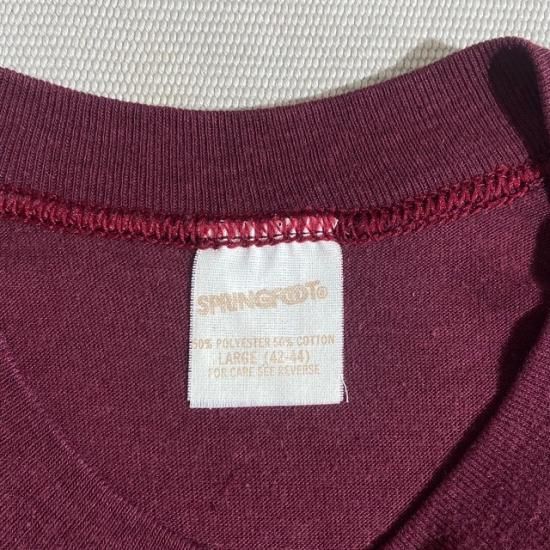 SPRINGFOOT®
50% POLYESTER 50% COTTON
LARGE (42-44)
FOR CARE SEE REVERSE